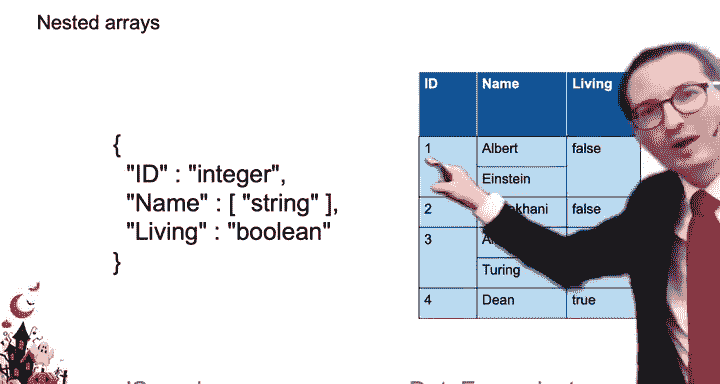 Nested arrays
{
"ID" : "integer",
"Name" : [ "string" ],
"Living" : "boolean"
}
ID Name Living
1 Albert false
Einstein
2 false
3
Turing
4 Dean true